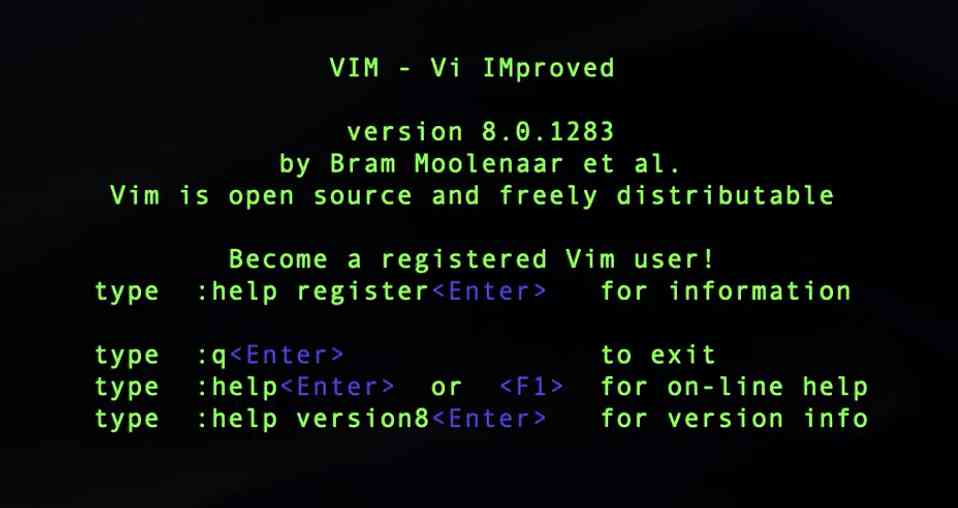 VIM - Vi IMproved
version 8.0.1283
by Bram Moolenaar et al.
Vim is open source and freely distributable
Become a registered Vim user!
type  :help register<Enter>   for information
type  :q<Enter>               to exit
type  :help<Enter>  or  <F1>  for on-line help
type  :help version8<Enter>   for version info